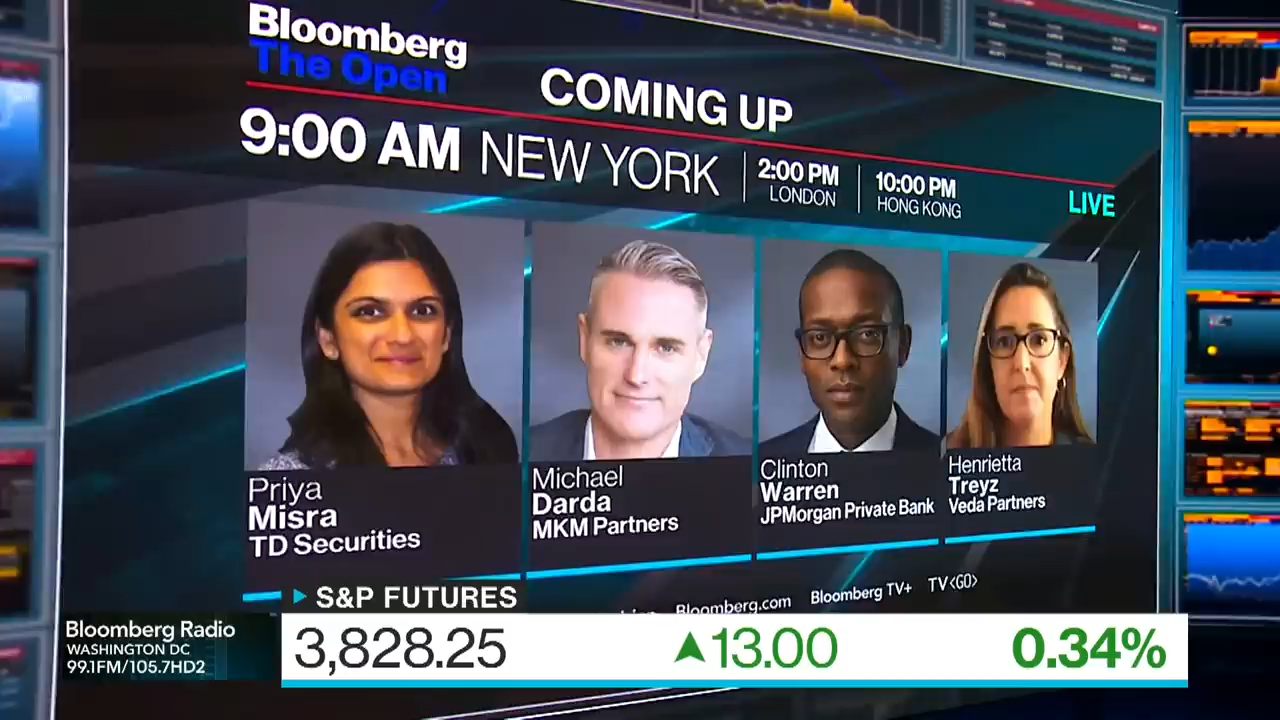 Bloomberg
The Open
COMING UP
9:00 AM NEW YORK
2:00 PM
LONDON
10:00 PM
HONG KONG
LIVE
Priya
Misra
TD Securities
Michael
Darda
MKM Partners
Clinton
Warren
JPMorgan Private Bank
Henrietta
Treyz
Veda Partners
Bloomberg.com
Bloomberg TV+
TV<GO>
S&P FUTURES
Bloomberg Radio
WASHINGTON DC
99.1FM/105.7HD2
3,828.25
13.00
0.34%